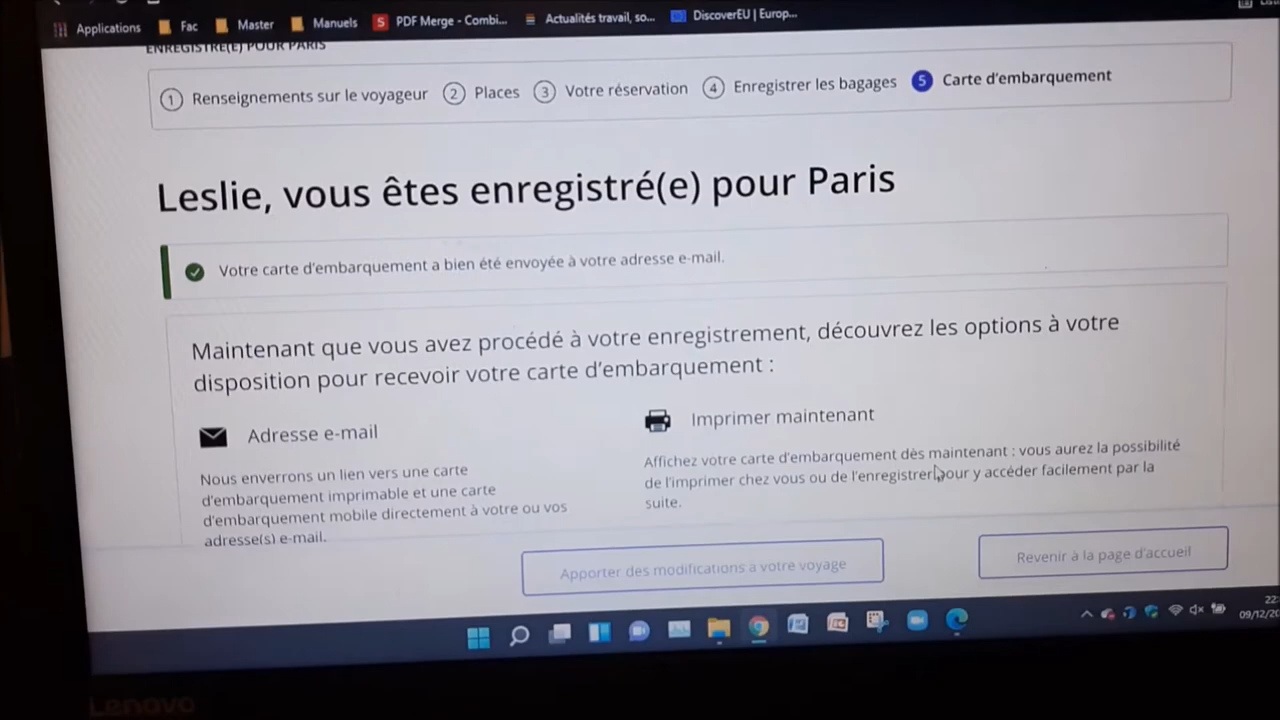 Applications Fac Master Manuels PDF Merge - Combi... Actualités travail, so... DiscoverEU | Europ...
ENREGISTRÉ(E) POUR PARIS
1 Renseignements sur le voyageur 2 Places 3 Votre réservation 4 Enregistrer les bagages 5 Carte d'embarquement
Leslie, vous êtes enregistré(e) pour Paris
Votre carte d'embarquement a bien été envoyée à votre adresse e-mail.
Maintenant que vous avez procédé à votre enregistrement, découvrez les options à votre
disposition pour recevoir votre carte d'embarquement :
Adresse e-mail
Nous enverrons un lien vers une carte
d'embarquement imprimable et une carte
d'embarquement mobile directement à votre ou vos
adresse(s) e-mail.
Imprimer maintenant
Affichez votre carte d'embarquement dès maintenant : vous aurez la possibilité
de l'imprimer chez vous ou de l'enregistrer pour y accéder facilement par la
suite.
Apporter des modifications à votre voyage
Revenir à la page d'accueil
22:
09/12/20
Lenovo